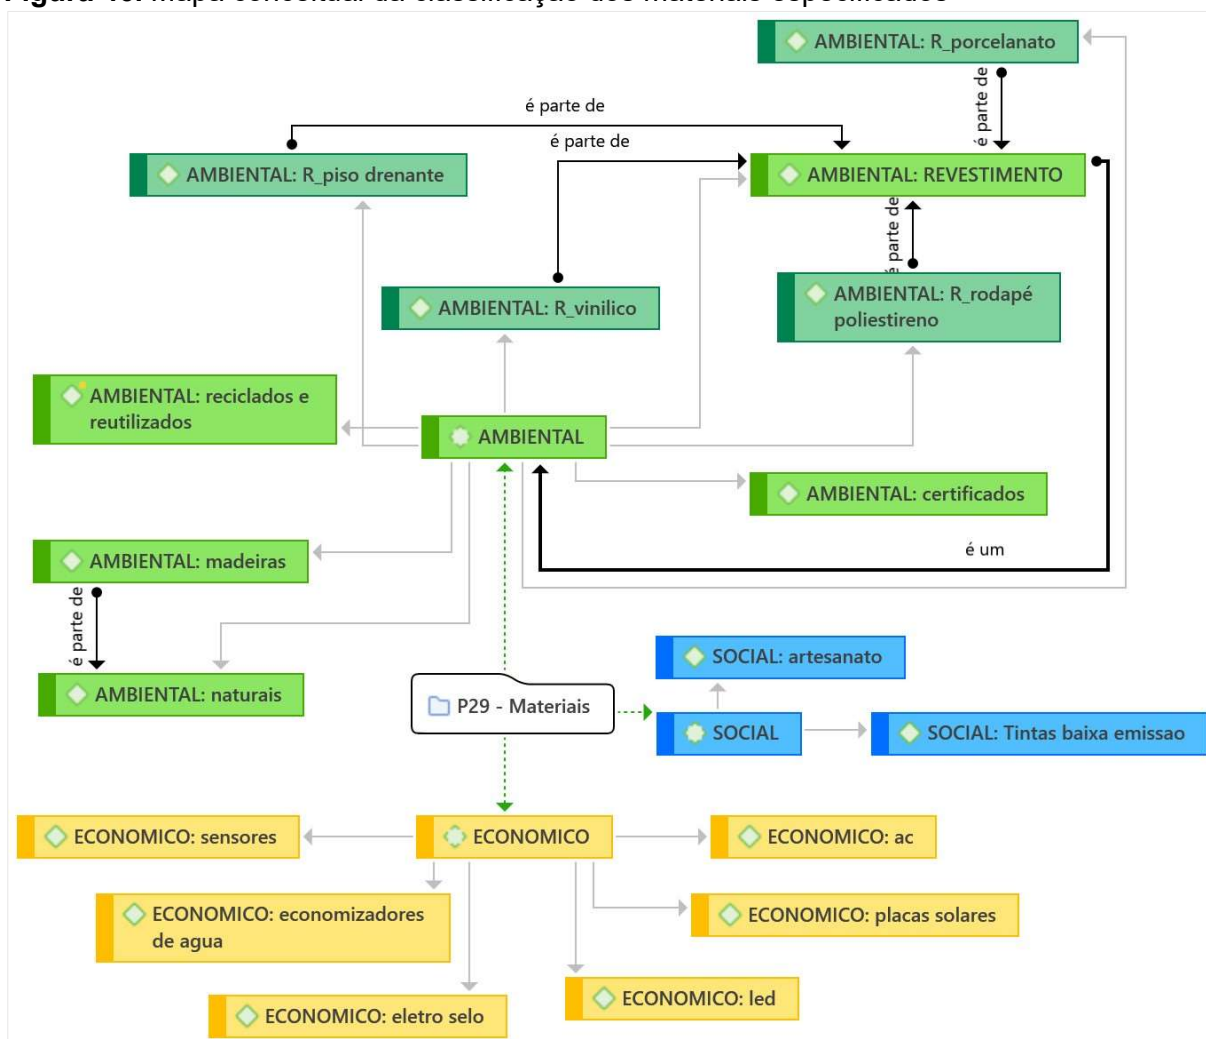 AMBIENTAL: R_porcelanato
é parte de
é parte de
é parte de
AMBIENTAL: R_piso drenante
AMBIENTAL: REVESTIMENTO
é parte de
AMBIENTAL: R_vinilico
AMBIENTAL: R_rodapé
poliestireno
AMBIENTAL: reciclados e
reutilizados
AMBIENTAL
AMBIENTAL: certificados
é um
AMBIENTAL: madeiras
é parte de
AMBIENTAL: naturais
SOCIAL: artesanato
P29 - Materiais
SOCIAL
SOCIAL: Tintas baixa emissao
ECONOMICO: sensores
ECONOMICO
ECONOMICO: ac
ECONOMICO: economizadores
de agua
ECONOMICO: placas solares
ECONOMICO: led
ECONOMICO: eletro selo